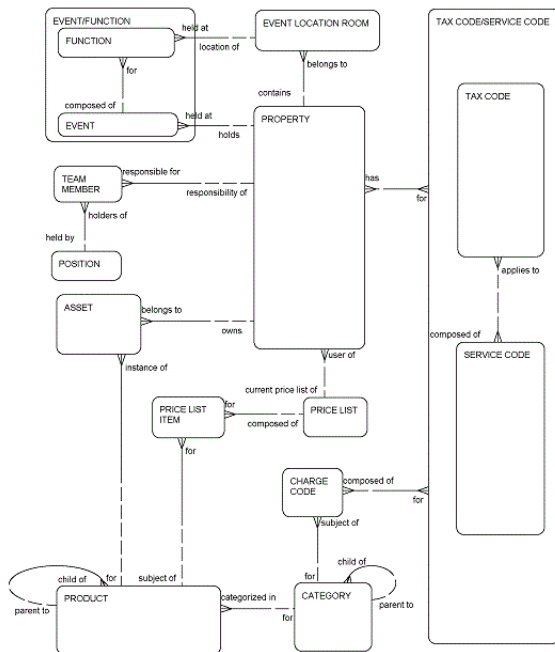 EVENT/FUNCTION
FUNCTION
held at
location of
EVENT LOCATION ROOM
TAX CODE/SERVICE CODE
for
belongs to
composed of
contains
EVENT
held at
holds
PROPERTY
TAX CODE
TEAM
MEMBER
responsible for
responsibility of
has
for
holders of
held by
POSITION
applies to
ASSET
belongs to
owns
composed of
SERVICE CODE
instance of
user of
current price list of
PRICE LIST
ITEM
for
composed of
PRICE LIST
for
CHARGE
CODE
composed of
for
subject of
child of
for
subject of
for
child of
PRODUCT
categorized in
for
CATEGORY
parent to
parent to